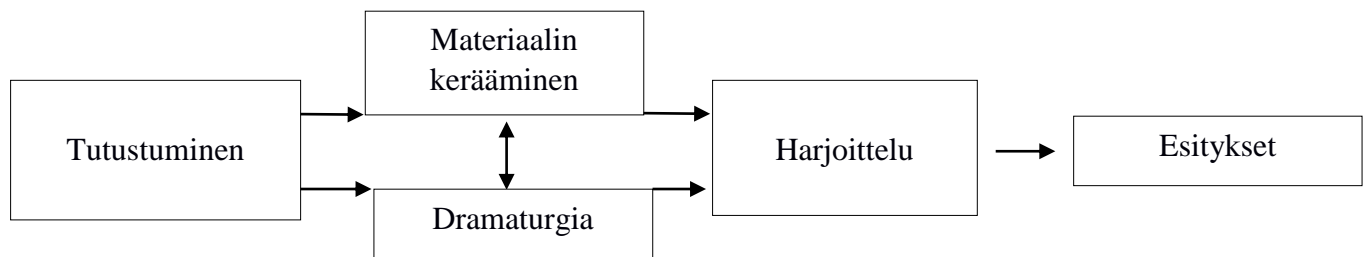 Tutustuminen
Materiaalin
kerääminen
Dramaturgia
Harjoittelu
Esitykset